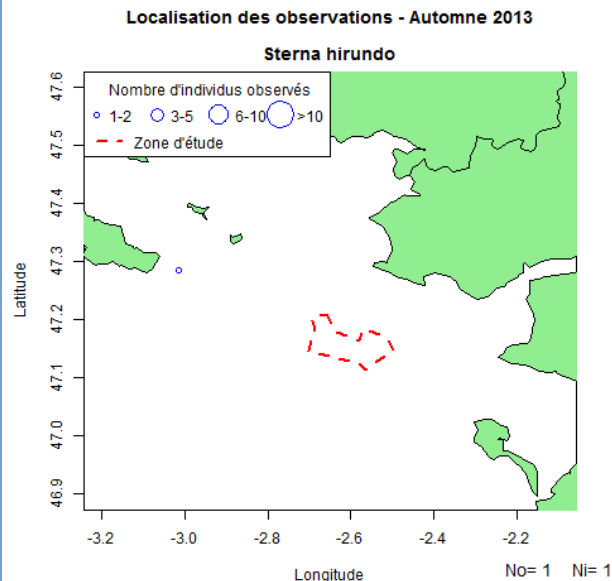 Localisation des observations - Automne 2013
Sterna hirundo
Nombre d'individus observés
1-2 3-5 6-10 >10
Zone d'étude
47.6
47.5
47.4
47.3
47.2
47.1
47.0
46.9
Latitude
-3.2 -3.0 -2.8 -2.6 -2.4 -2.2
Longitude
No= 1 Ni= 1